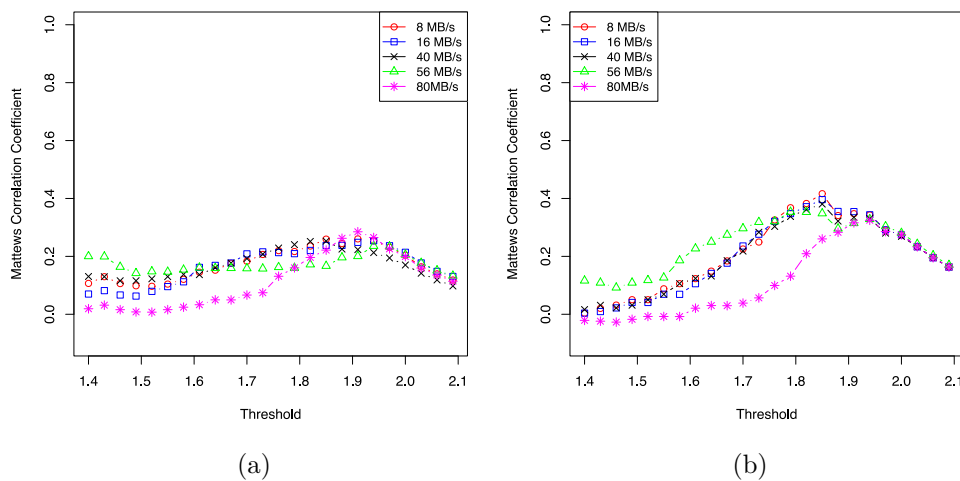 Mattews Correlation Coefficient
1.0
0.8
0.6
0.4
0.2
0.0
8 MB/s
16 MB/s
40 MB/s
56 MB/s
80MB/s
1.4 1.5 1.6 1.7 1.8 1.9 2.0 2.1
Threshold
(a)
Mattews Correlation Coefficient
1.0
0.8
0.6
0.4
0.2
0.0
8 MB/s
16 MB/s
40 MB/s
56 MB/s
80MB/s
1.4 1.5 1.6 1.7 1.8 1.9 2.0 2.1
Threshold
(b)